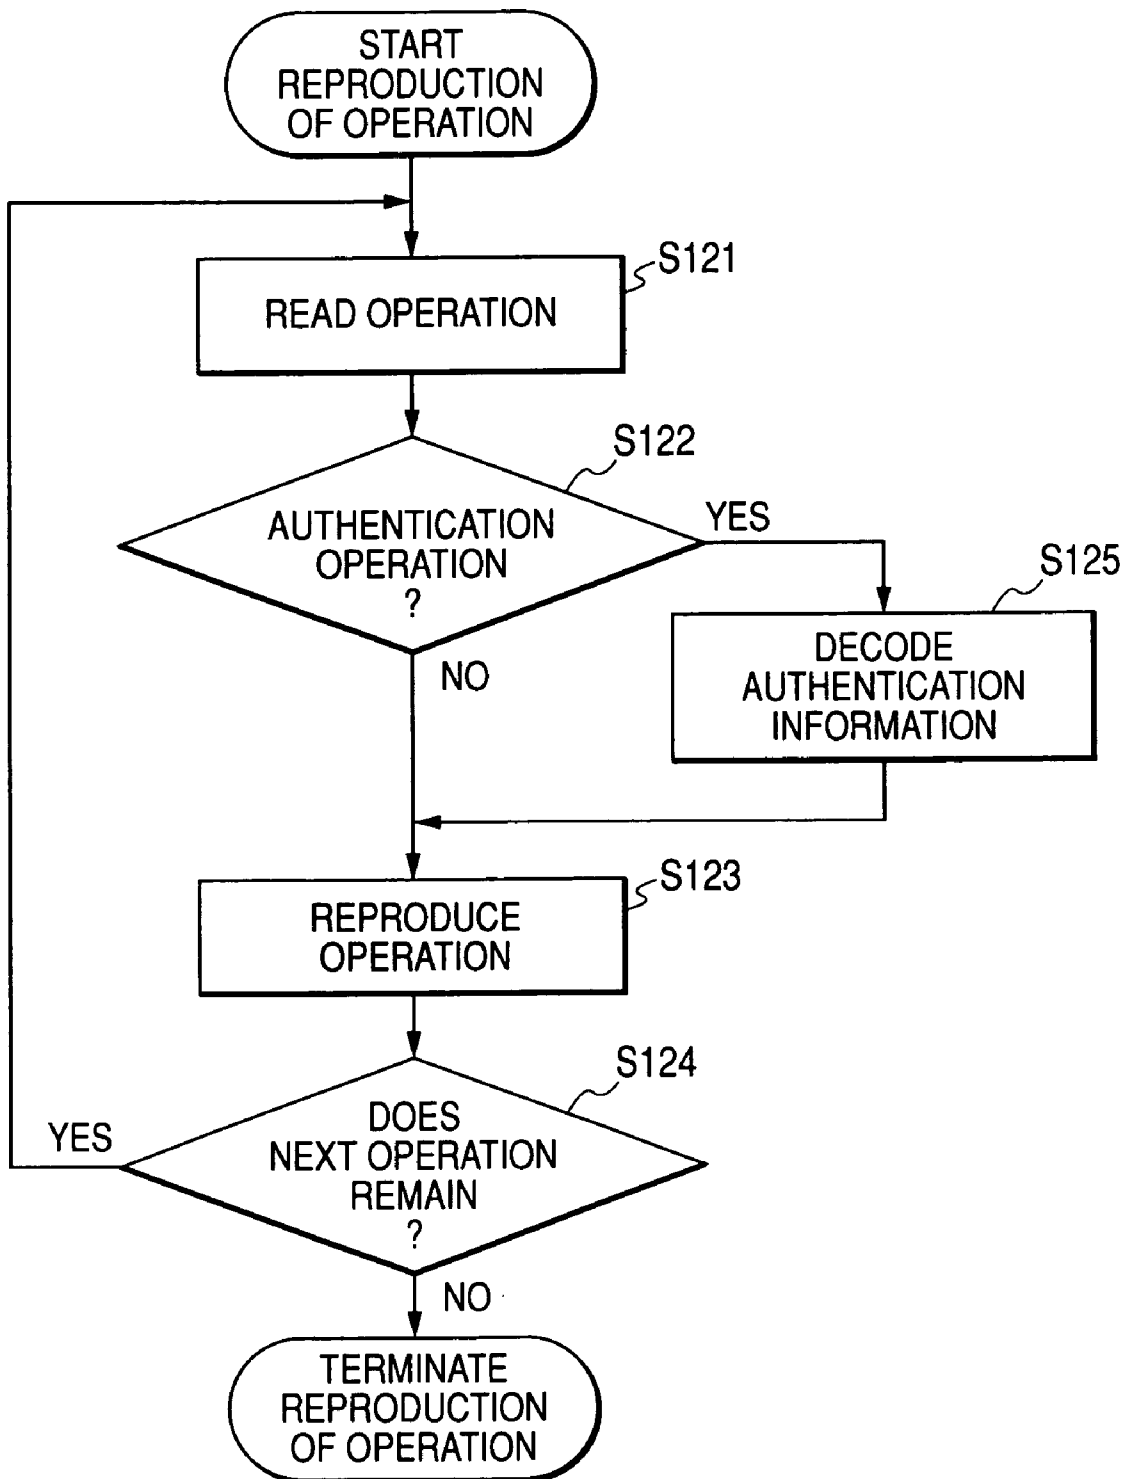 START
REPRODUCTION
OF OPERATION
S121
READ OPERATION
S122
AUTHENTICATION
OPERATION
?
YES
NO
S125
DECODE
AUTHENTICATION
INFORMATION
S123
REPRODUCE
OPERATION
S124
DOES
NEXT OPERATION
REMAIN
?
YES
NO
TERMINATE
REPRODUCTION
OF OPERATION